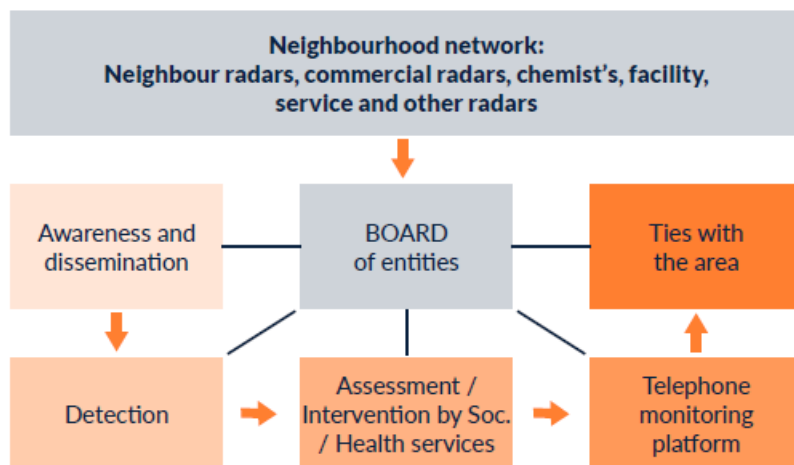 Neighbourhood network:
Neighbour radars, commercial radars, chemist's, facility,
service and other radars
Awareness and
dissemination
BOARD
of entities
Ties with
the area
Detection
Assessment /
Intervention by Soc.
/ Health services
Telephone
monitoring
platform